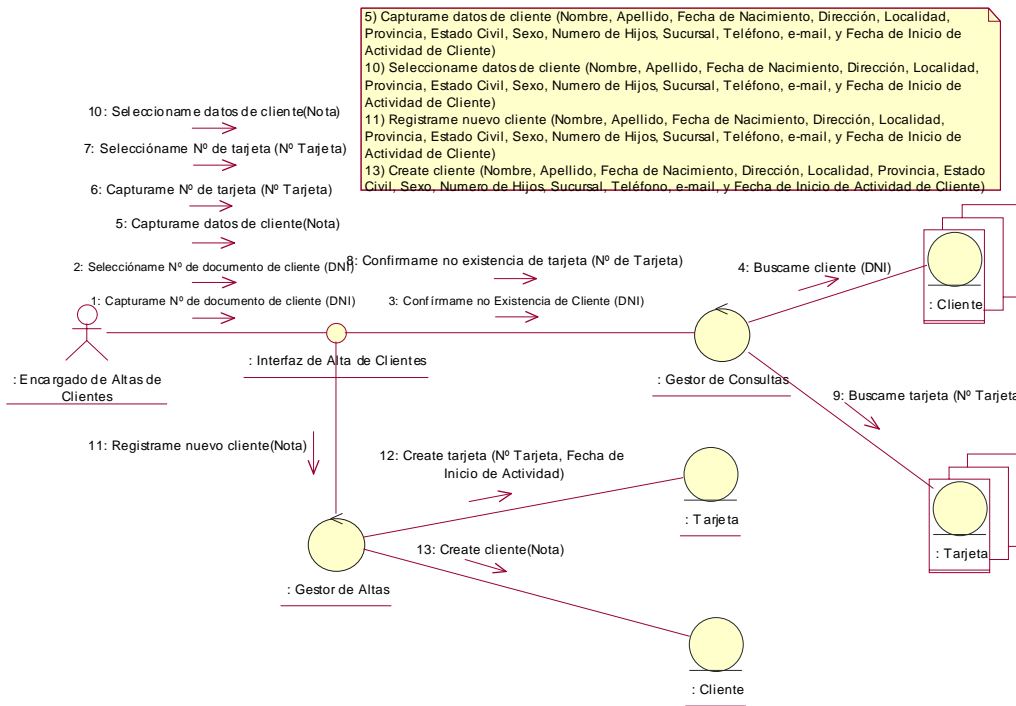 5) Capturame datos de cliente (Nombre, Apellido, Fecha de Nacimiento, Dirección, Localidad,
Provincia, Estado Civil, Sexo, Numero de Hijos, Sucursal, Teléfono, e-mail, y Fecha de Inicio de
Actividad de Cliente)
10) Seleccioname datos de cliente (Nombre, Apellido, Fecha de Nacimiento, Dirección, Localidad,
Provincia, Estado Civil, Sexo, Numero de Hijos, Sucursal, Teléfono, e-mail, y Fecha de Inicio de
Actividad de Cliente)
11) Registrame nuevo cliente (Nombre, Apellido, Fecha de Nacimiento, Dirección, Localidad,
Provincia, Estado Civil, Sexo, Numero de Hijos, Sucursal, Teléfono, e-mail, y Fecha de Inicio de
Actividad de Cliente)
13) Create cliente (Nombre, Apellido, Fecha de Nacimiento, Dirección, Localidad, Provincia, Estado
Civil, Sexo, Numero de Hijos, Sucursal, Teléfono, e-mail, y Fecha de Inicio de Actividad de Cliente)
10: Seleccioname datos de cliente(Nota)
7: Seleccióname Nº de tarjeta (Nº Tarjeta)
6: Capturame Nº de tarjeta (Nº Tarjeta)
5: Capturame datos de cliente(Nota)
2: Seleccióname Nº de documento de cliente (DNI)
8: Confirmame no existencia de tarjeta (Nº de Tarjeta)
4: Buscame cliente (DNI)
1: Capturame Nº de documento de cliente (DNI)
3: Confírmame no Existencia de Cliente (DNI)
: Cliente
: Interfaz de Alta de Clientes
: Encargado de Altas de
Clientes
: Gestor de Consultas
9: Buscame tarjeta (Nº Tarjeta
11: Registrame nuevo cliente(Nota)
12: Create tarjeta (Nº Tarjeta, Fecha de
Inicio de Actividad)
: Tarjeta
: Tarjeta
13: Create cliente(Nota)
: Gestor de Altas
: Cliente